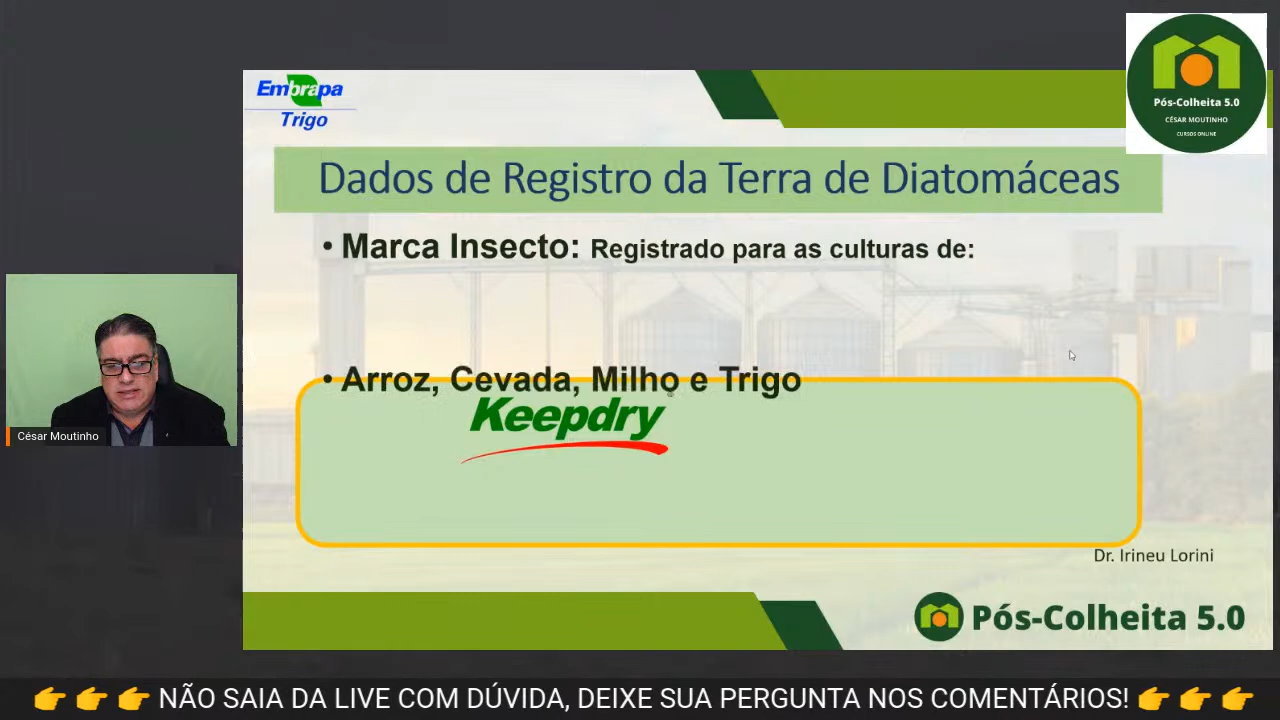 Embrapa
Trigo
Pós-Colheita 5.0
CÉSAR MOUTINHO
CURSOS ONLINE
Dados de Registro da Terra de Diatomáceas
• Marca Insecto: Registrado para as culturas de:
• Arroz, Cevada, Milho e Trigo
Keepdry
César Moutinho
Dr. Irineu Lorini
Pós-Colheita 5.0
👉 👉 👉 NÃO SAIA DA LIVE COM DÚVIDA, DEIXE SUA PERGUNTA NOS COMENTÁRIOS! 👉 👉 👉